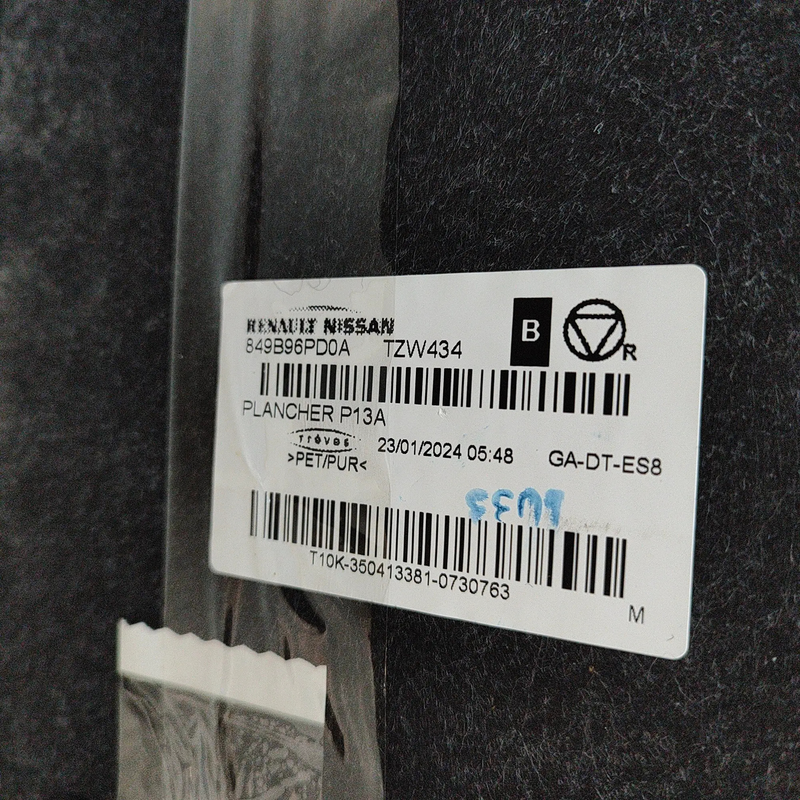 RENAULT NISSAN
849B96PD0A TZW434
B
R
PLANCHER P13A
Trèves
23/01/2024 05:48 GA-DT-ES8
>PET/PUR<
T10K-350413381-0730763
M